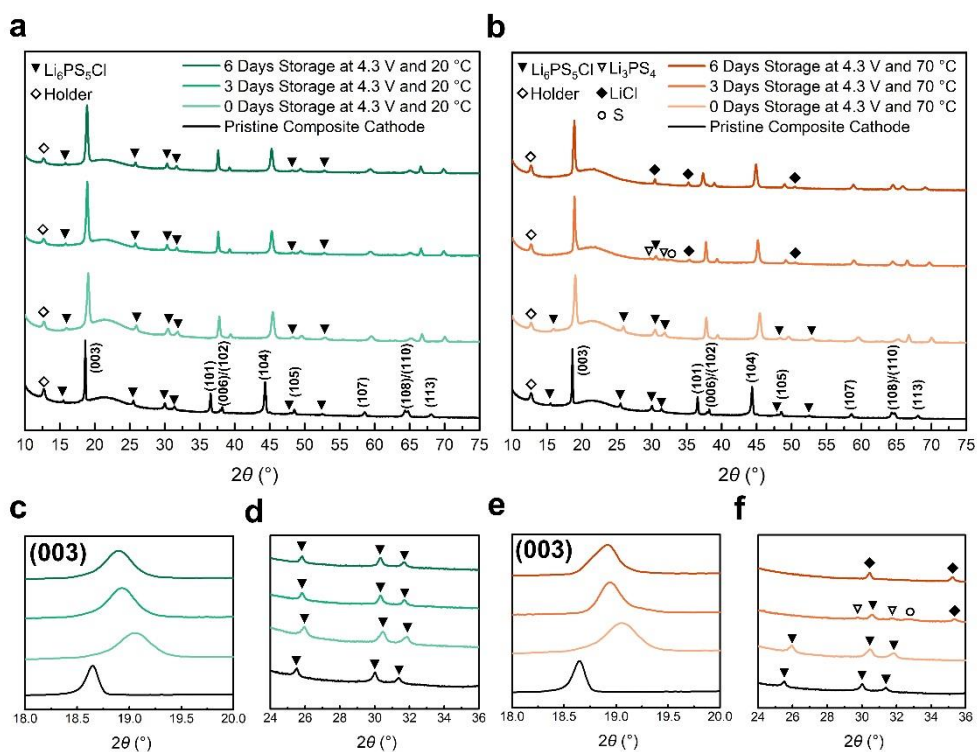 a
▼ Li₆PS₅Cl
◇ Holder
6 Days Storage at 4.3 V and 20 °C
3 Days Storage at 4.3 V and 20 °C
0 Days Storage at 4.3 V and 20 °C
Pristine Composite Cathode
(003)
(101)
(006)/(102)
(104)
(105)
(107)
(108)/(110)
(113)
10 15 20 25 30 35 40 45 50 55 60 65 70 75
2θ (°)
b
▼ Li₆PS₅Cl ▽ Li₃PS₄
◇ Holder ◆ LiCl
○ S
6 Days Storage at 4.3 V and 70 °C
3 Days Storage at 4.3 V and 70 °C
0 Days Storage at 4.3 V and 70 °C
Pristine Composite Cathode
(003)
(101)
(006)/(102)
(104)
(105)
(107)
(108)/(110)
(113)
10 15 20 25 30 35 40 45 50 55 60 65 70 75
2θ (°)
c
(003)
18.0 18.5 19.0 19.5 20.0
2θ (°)
d
24 26 28 30 32 34 36
2θ (°)
e
(003)
18.0 18.5 19.0 19.5 20.0
2θ (°)
f
24 26 28 30 32 34 36
2θ (°)